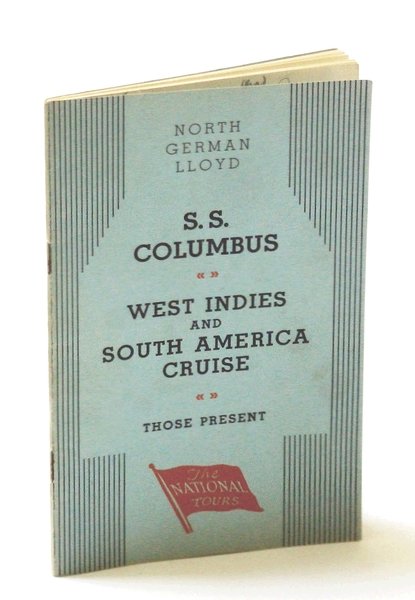 NORTH
GERMAN
LLOYD
S.S.
COLUMBUS
«»
WEST INDIES
AND
SOUTH AMERICA
CRUISE
«»
THOSE PRESENT
The
NATIONAL
TOURS